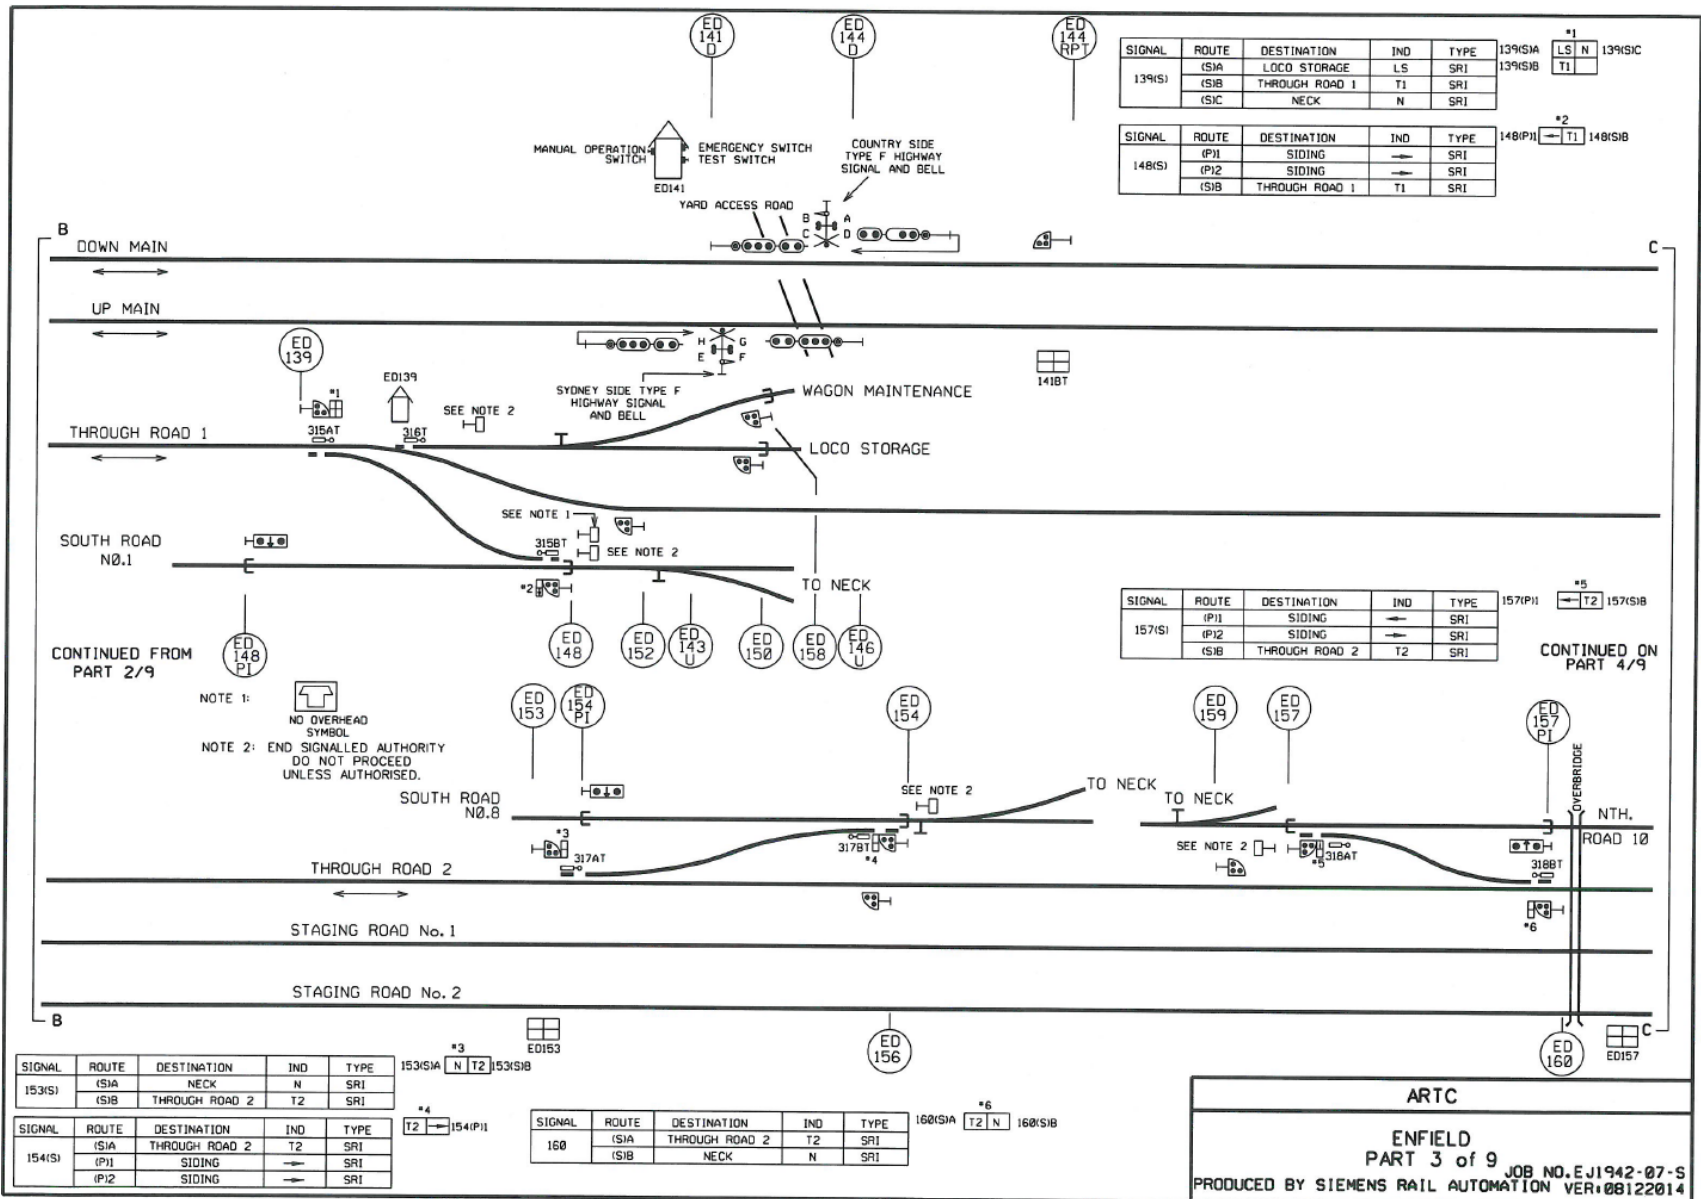 ED
141
D
ED
144
D
ED
144
RPT
SIGNAL ROUTE DESTINATION IND TYPE
139(S)
(S)A LOCO STORAGE LS SRI
(S)B THROUGH ROAD 1 T1 SRI
(S)C NECK N SRI
*1
139(S)A LS N 139(S)C
139(S)B T1
SIGNAL ROUTE DESTINATION IND TYPE
148(S)
(P)1 SIDING SRI
(P)2 SIDING SRI
(S)B THROUGH ROAD 1 T1 SRI
*2
148(P)1 T1 148(S)B
MANUAL OPERATION
SWITCH
EMERGENCY SWITCH
TEST SWITCH
ED141
COUNTRY SIDE
TYPE F HIGHWAY
SIGNAL AND BELL
YARD ACCESS ROAD
B A
C D
B
DOWN MAIN
C
UP MAIN
ED
139
H G
E F
141BT
SYDNEY SIDE TYPE F
HIGHWAY SIGNAL
AND BELL
WAGON MAINTENANCE
*1
ED139
SEE NOTE 2
THROUGH ROAD 1
315AT
316T
LOCO STORAGE
SEE NOTE 1
SOUTH ROAD
NØ.1
315BT
SEE NOTE 2
*2
TO NECK
ED
148
PI
ED
148
ED
152
ED
143
U
ED
150
ED
158
ED
146
U
SIGNAL ROUTE DESTINATION IND TYPE
157(S)
(P)1 SIDING SRI
(P)2 SIDING SRI
(S)B THROUGH ROAD 2 T2 SRI
*5
157(P)1 T2 157(S)B
CONTINUED FROM
PART 2/9
CONTINUED ON
PART 4/9
NOTE 1:
NO OVERHEAD
SYMBOL
NOTE 2: END SIGNALLED AUTHORITY
DO NOT PROCEED
UNLESS AUTHORISED.
ED
153
ED
154
PI
ED
154
ED
159
ED
157
ED
157
PI
OVERBRIDGE
SOUTH ROAD
NØ.8
SEE NOTE 2
TO NECK
TO NECK
NTH.
ROAD 10
*3
317AT
317BT
*4
SEE NOTE 2
318AT
*5
318BT
THROUGH ROAD 2
*6
STAGING ROAD No. 1
STAGING ROAD No. 2
B
C
ED153
ED
156
ED
160
ED157
SIGNAL ROUTE DESTINATION IND TYPE
153(S)
(S)A NECK N SRI
(S)B THROUGH ROAD 2 T2 SRI
*3
153(S)A N T2 153(S)B
SIGNAL ROUTE DESTINATION IND TYPE
154(S)
(S)A THROUGH ROAD 2 T2 SRI
(P)1 SIDING SRI
(P)2 SIDING SRI
*4
T2 154(P)1
SIGNAL ROUTE DESTINATION IND TYPE
160
(S)A THROUGH ROAD 2 T2 SRI
(S)B NECK N SRI
*6
160(S)A T2 N 160(S)B
ARTC
ENFIELD
PART 3 of 9
JOB NO.EJ1942-07-S
PRODUCED BY SIEMENS RAIL AUTOMATION VER:08122014